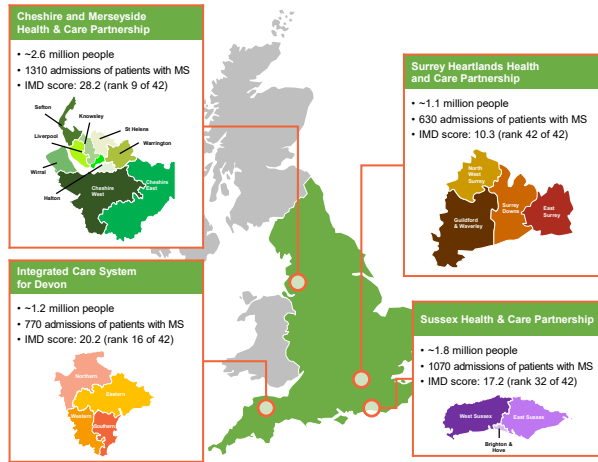 Cheshire and Merseyside
Health & Care Partnership
• ~2.6 million people
• 1310 admissions of patients with MS
• IMD score: 28.2 (rank 9 of 42)
Sefton
Knowsley
St Helens
Liverpool
Warrington
Wirral
Halton
Cheshire
West
Cheshire
East
Surrey Heartlands Health
and Care Partnership
• ~1.1 million people
• 630 admissions of patients with MS
• IMD score: 10.3 (rank 42 of 42)
North
West
Surrey
Surrey
Downs
East
Surrey
Guildford
& Waverley
Integrated Care System
for Devon
• ~1.2 million people
• 770 admissions of patients with MS
• IMD score: 20.2 (rank 16 of 42)
Northern
Eastern
Western
Southern
Sussex Health & Care Partnership
• ~1.8 million people
• 1070 admissions of patients with MS
• IMD score: 17.2 (rank 32 of 42)
West Sussex
East Sussex
Brighton &
Hove